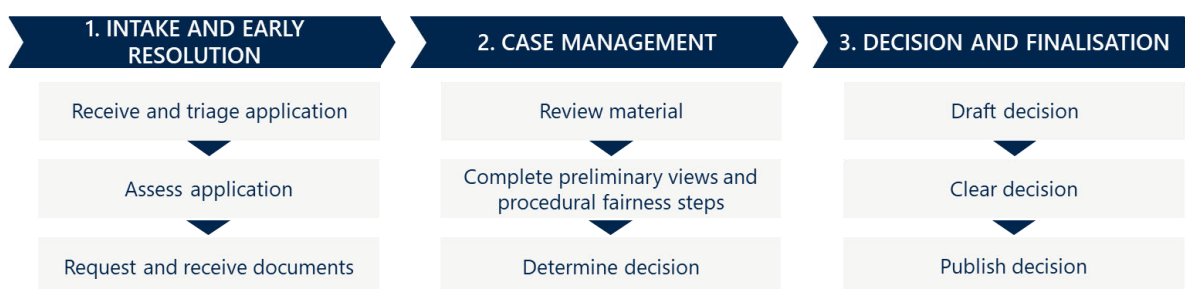 1. INTAKE AND EARLY
RESOLUTION
Receive and triage application
Assess application
Request and receive documents
2. CASE MANAGEMENT
Review material
Complete preliminary views and
procedural fairness steps
Determine decision
3. DECISION AND FINALISATION
Draft decision
Clear decision
Publish decision